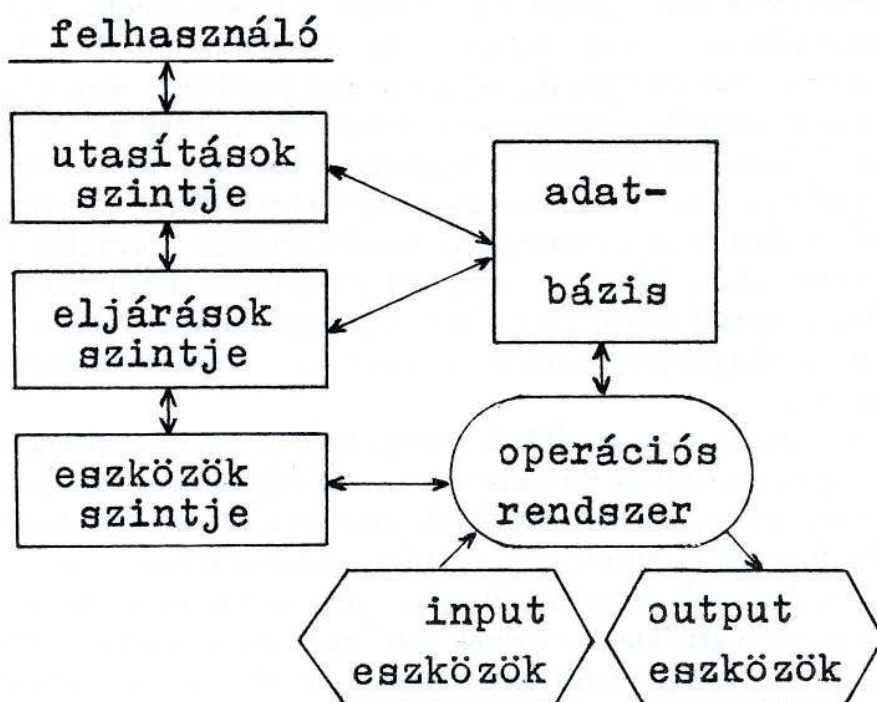 felhasználó
utasítások
szintje
eljárások
szintje
eszközök
szintje
adat-
bázis
operációs
rendszer
input
eszközök
output
eszközök